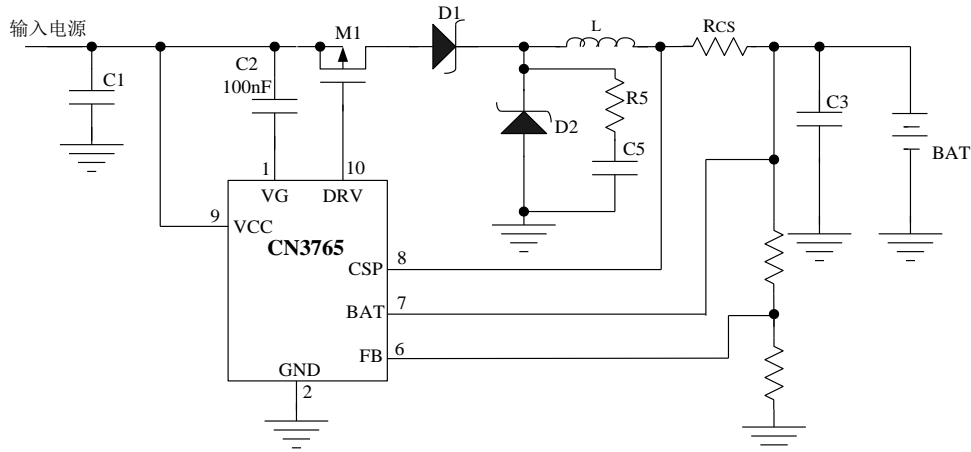 输入电源
M1
D1
L
RCS
C1
C2
100nF
R5
D2
C5
C3
BAT
1
10
VG
DRV
9
VCC
CN3765
CSP
8
BAT
7
FB
6
GND
2